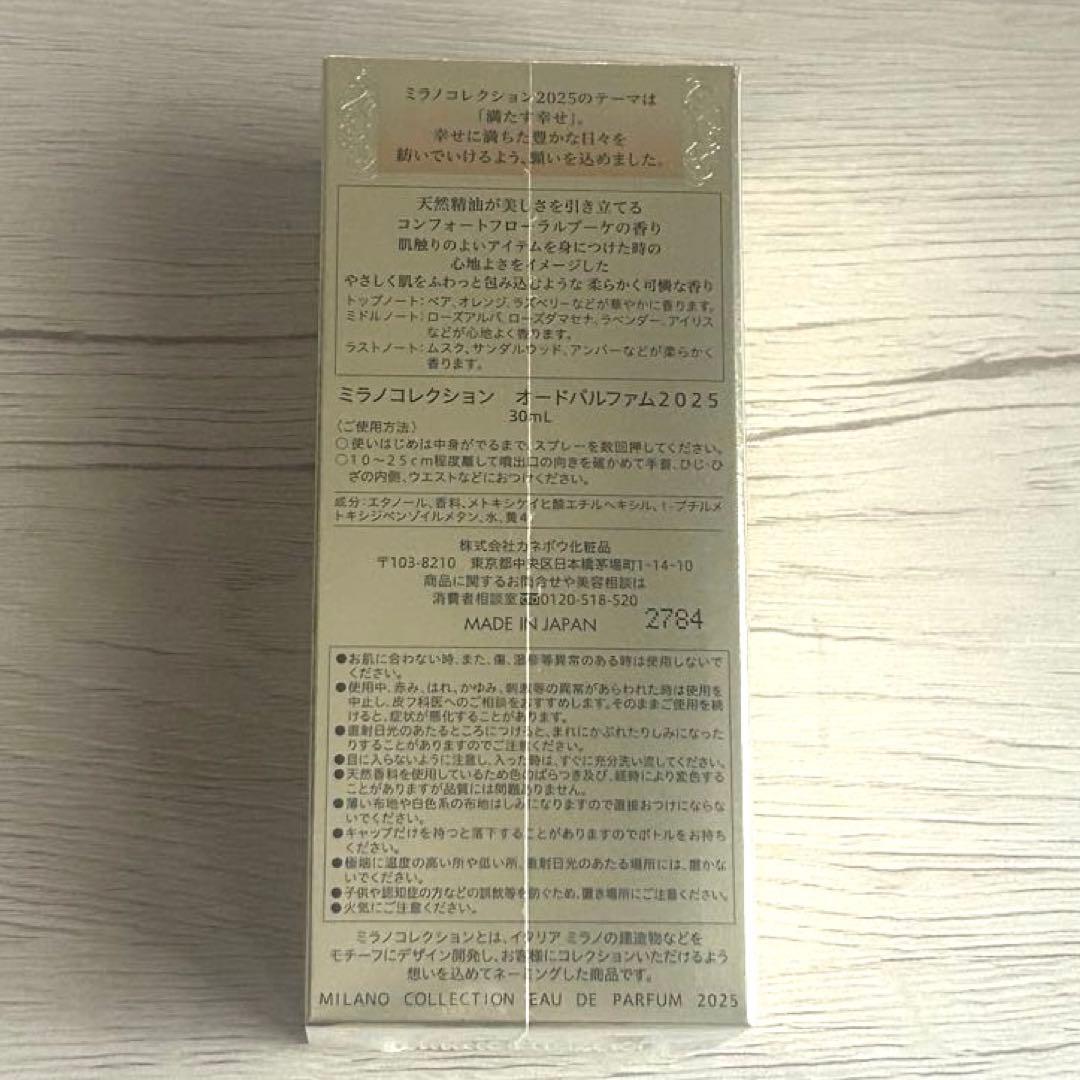 ミラノコレクション2025のテーマは
「満たす幸せ」。
幸せに満ちた豊かな日々を
紡いでいけるよう、願いを込めました。
天然精油が美しさを引き立てる
コンフォートフローラルブーケの香り
肌触りのよいアイテムを身につけた時の
心地よさをイメージした
やさしく肌をふわっと包み込むような 柔らかく可憐な香り
トップノート：ペア、オレンジ、ラズベリーなどが華やかに香ります。
ミドルノート：ローズアルバ、ローズダマセナ、ラベンダー、アイリス
などが心地よく香ります。
ラストノート：ムスク、サンダルウッド、アンバーなどが柔らかく
香ります。
ミラノコレクション　オードパルファム2025
30mL
〈ご使用方法〉
○使いはじめは中身がでるまで、スプレーを数回押してください。
○10～25cm程度離して噴出口の向きを確かめて手首、ひじ・ひ
ざの内側、ウエストなどにおつけください。
成分：エタノール、香料、メトキシケイヒ酸エチルヘキシル、t-ブチルメ
トキシジベンゾイルメタン、水、黄4
株式会社カネボウ化粧品
〒103-8210　東京都中央区日本橋茅場町1-14-10
商品に関するお問合せや美容相談は
消費者相談室 0120-518-520
MADE IN JAPAN
2784
●お肌に合わない時、また、傷、湿疹等異常のある時は使用しないで
ください。
●使用中、赤み、はれ、かゆみ、刺激等の異常があらわれた時は使用を
中止し、皮フ科医へのご相談をおすすめします。そのままご使用を続
けると、症状が悪化することがあります。
●直射日光のあたるところにつけると、まれにかぶれたりしみになった
りすることがありますのでご注意ください。
●目に入らないように注意し、入った時は、すぐに充分洗い流してください。
●天然香料を使用しているため色のばらつき及び、経時により変色する
ことがありますが品質には問題ありません。
●薄い布地や白色系の布地はしみになりますので直接おつけにならな
いでください。
●キャップだけを持つと落下することがありますのでボトルをお持ち
ください。
●極端に温度の高い所や低い所、直射日光のあたる場所には、置かな
いでください。
●子供や認知症の方などの誤飲等を防ぐため、置き場所にご注意ください。
●火気にご注意ください。
ミラノコレクションとは、イタリア ミラノの建造物などを
モチーフにデザイン開発し、お客様にコレクションいただけるよう
想いを込めてネーミングした商品です。
MILANO COLLECTION EAU DE PARFUM 2025